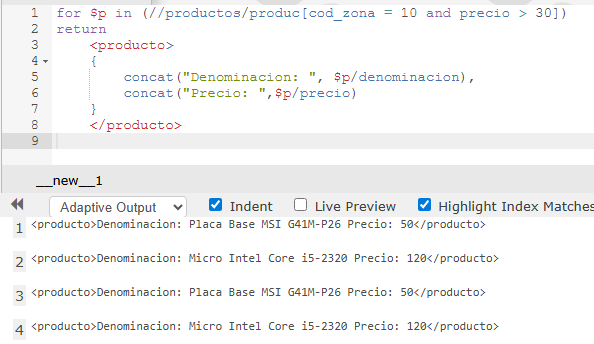 1 for $p in (//productos/produc[cod_zona = 10 and precio > 30])
2 return
3 <producto>
4 {
5 concat("Denominacion: ", $p/denominacion),
6 concat("Precio: ",$p/precio)
7 }
8 </producto>
9
__new__1
Adaptive Output Indent Live Preview Highlight Index Matches
1 <producto>Denominacion: Placa Base MSI G41M-P26 Precio: 50</producto>
2 <producto>Denominacion: Micro Intel Core i5-2320 Precio: 120</producto>
3 <producto>Denominacion: Placa Base MSI G41M-P26 Precio: 50</producto>
4 <producto>Denominacion: Micro Intel Core i5-2320 Precio: 120</producto>